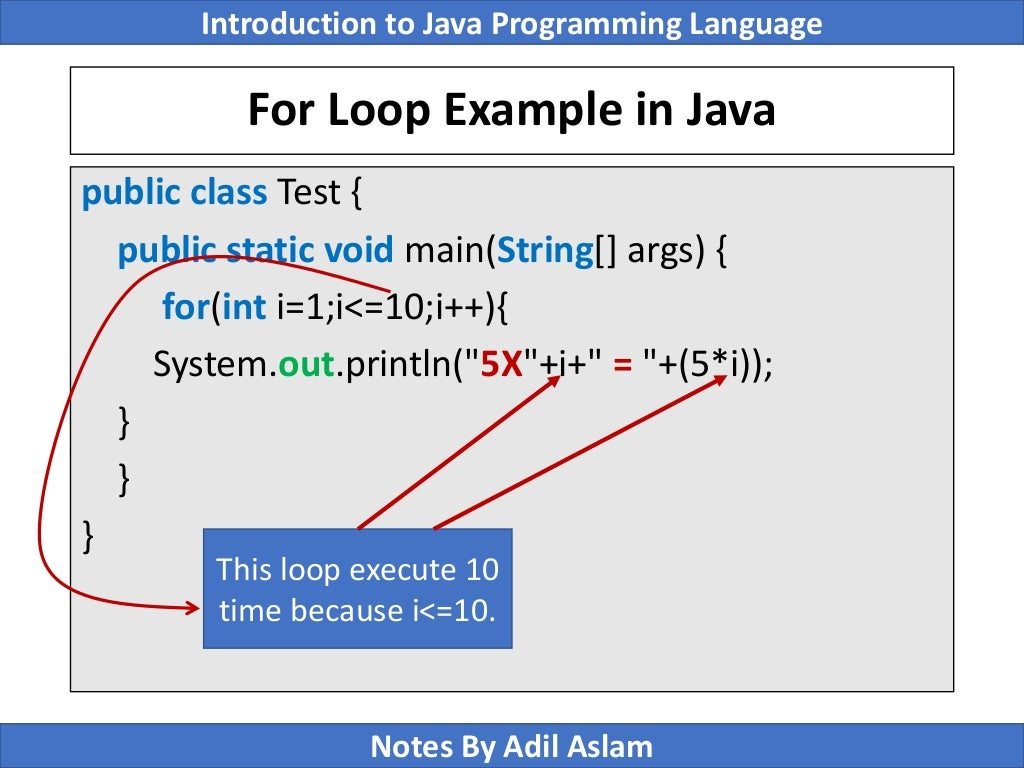 Introduction to Java Programming Language
For Loop Example in Java
public class Test {
public static void main(String[] args) {
for(int i=1;i<=10;i++){
System.out.println("5X"+i+" = "+(5*i));
}
}
}
This loop execute 10
time because i<=10.
Notes By Adil Aslam